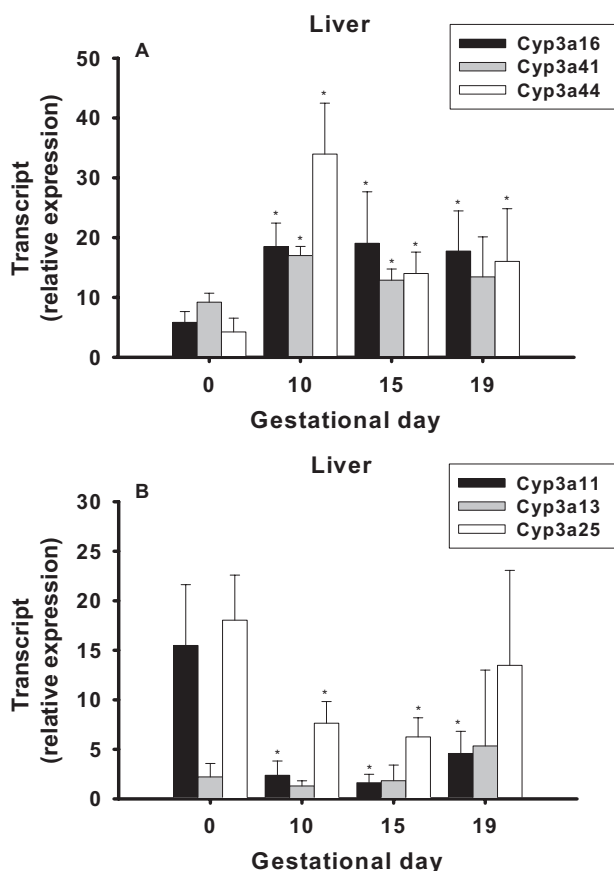 Liver
A
Cyp3a16
Cyp3a41
Cyp3a44
50
40
30
20
10
0
Transcript
(relative expression)
* * * * * * * *
0 10 15 19
Gestational day
Liver
B
Cyp3a11
Cyp3a13
Cyp3a25
30
25
20
15
10
5
0
Transcript
(relative expression)
* * * * *
0 10 15 19
Gestational day